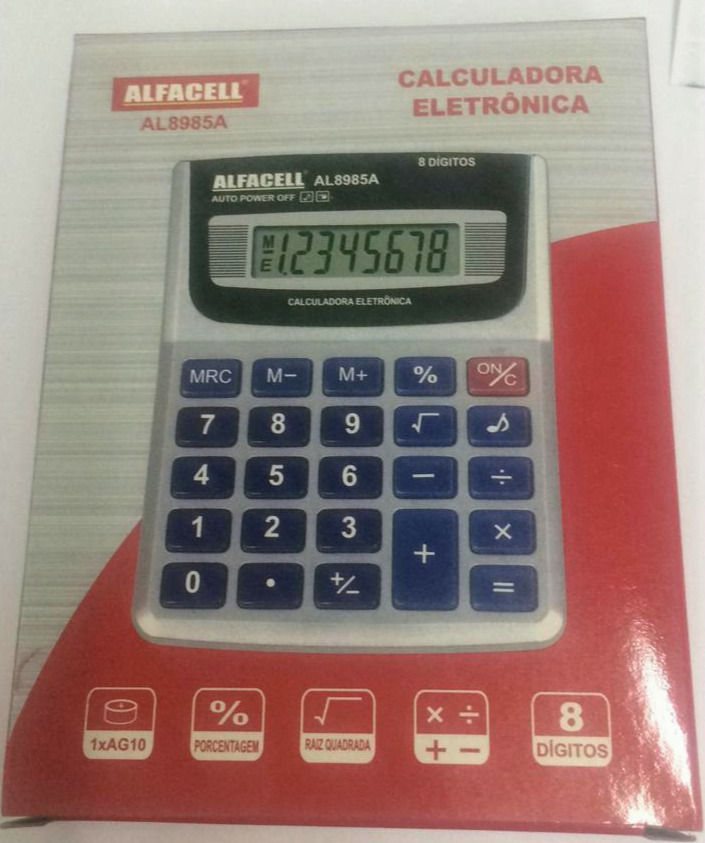 ALFACELL
AL8985A
CALCULADORA
ELETRÔNICA
8 DÍGITOS
ALFACELL AL8985A
AUTO POWER OFF
M
E
1.2345678
CALCULADORA ELETRÔNICA
MRC M− M+ % ON/C
7 8 9 √
4 5 6 − ÷
1 2 3 + ×
0 . +/− =
1xAG10
%
PORCENTAGEM
√
RAIZ QUADRADA
× ÷
+ −
8
DÍGITOS